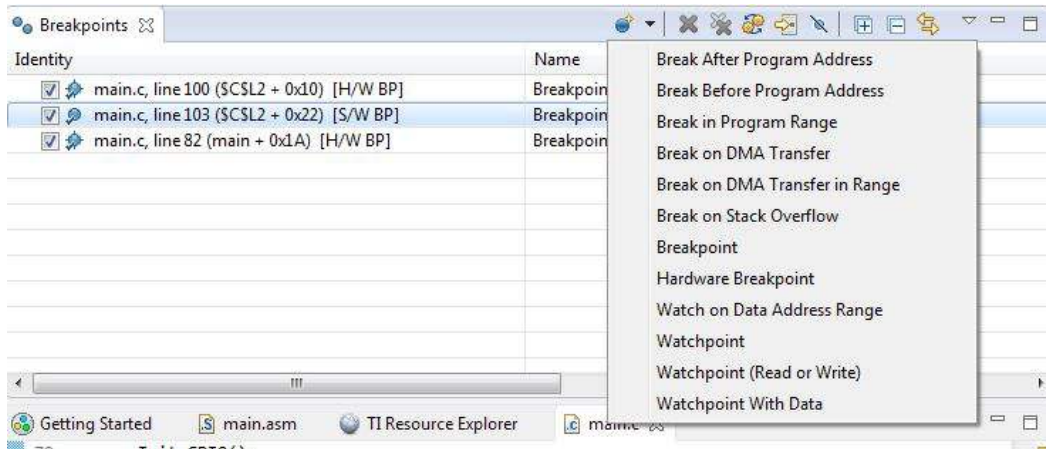 Breakpoints
Identity
Name
main.c, line 100 ($C$L2 + 0x10) [H/W BP]
Breakpoin
main.c, line 103 ($C$L2 + 0x22) [S/W BP]
Breakpoin
main.c, line 82 (main + 0x1A) [H/W BP]
Breakpoin
Break After Program Address
Break Before Program Address
Break in Program Range
Break on DMA Transfer
Break on DMA Transfer in Range
Break on Stack Overflow
Breakpoint
Hardware Breakpoint
Watch on Data Address Range
Watchpoint
Watchpoint (Read or Write)
Watchpoint With Data
Getting Started
main.asm
TI Resource Explorer
main.c